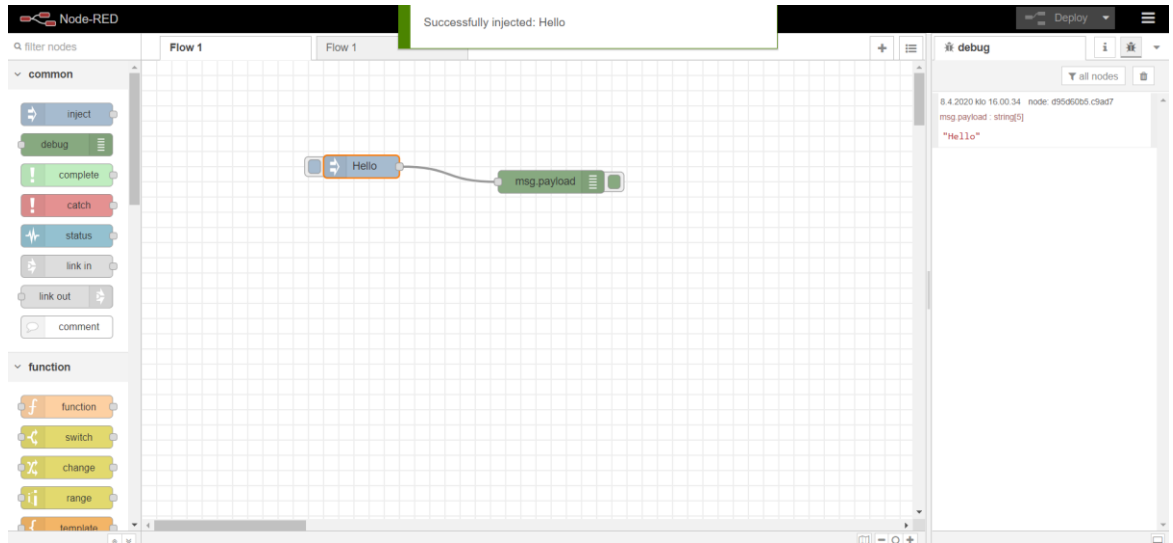 Node-RED
Successfully injected: Hello
Deploy
filter nodes
Flow 1
Flow 1
debug
i
common
all nodes
inject
debug
complete
catch
status
link in
link out
comment
8.4.2020 klo 16.00.34 node: d95d60b5.c9ad7
msg.payload : string[5]
"Hello"
Hello
msg.payload
function
function
switch
change
range
template